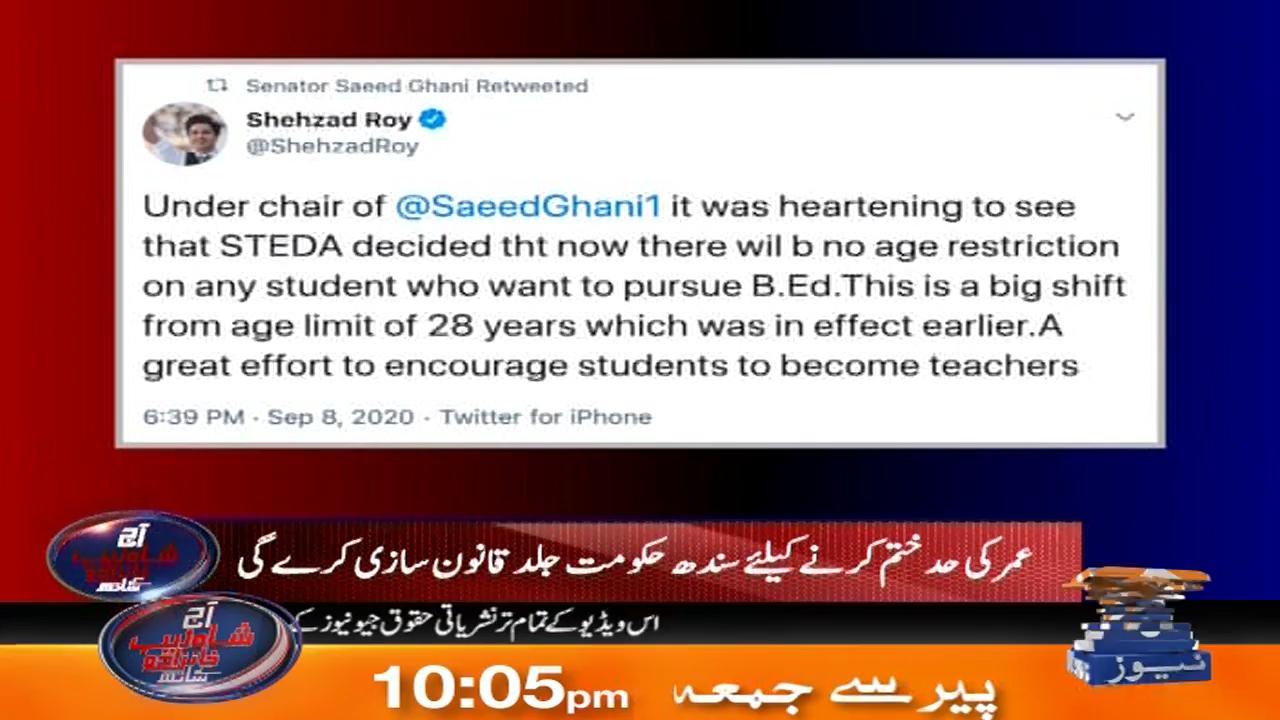 Senator Saeed Ghani Retweeted
Shehzad Roy
@ShehzadRoy
Under chair of @SaeedGhani1 it was heartening to see
that STEDA decided tht now there wil b no age restriction
on any student who want to pursue B.Ed.This is a big shift
from age limit of 28 years which was in effect earlier.A
great effort to encourage students to become teachers
6:39 PM · Sep 8, 2020 · Twitter for iPhone
آج
عمر کی حد ختم کرنے کیلئے سندھ حکومت جلد قانون سازی کرے گی
اس ویڈیو کے تمام تر نشریاتی حقوق جیو نیوز کے
آج
شاہزیب
خانزادہ
کے ساتھ
پیر سے جمعہ 10:05pm
نیوز